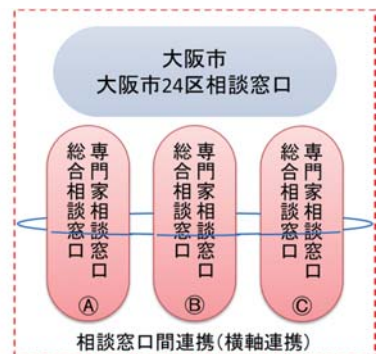 大阪市
大阪市24区相談窓口
専門家相談窓口
総合相談窓口
Ⓐ
専門家相談窓口
総合相談窓口
Ⓑ
専門家相談窓口
総合相談窓口
Ⓒ
相談窓口間連携(横軸連携)